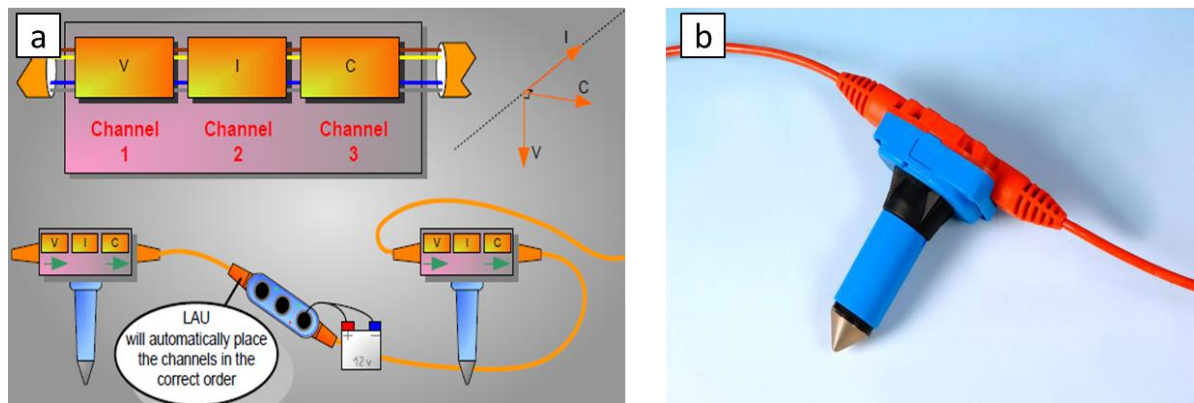 a
V I C
Channel 1
Channel 2
Channel 3
I
C
V
V I C
V I C
LAU
will automatically place
the channels in the
correct order
+ −
12 v
b